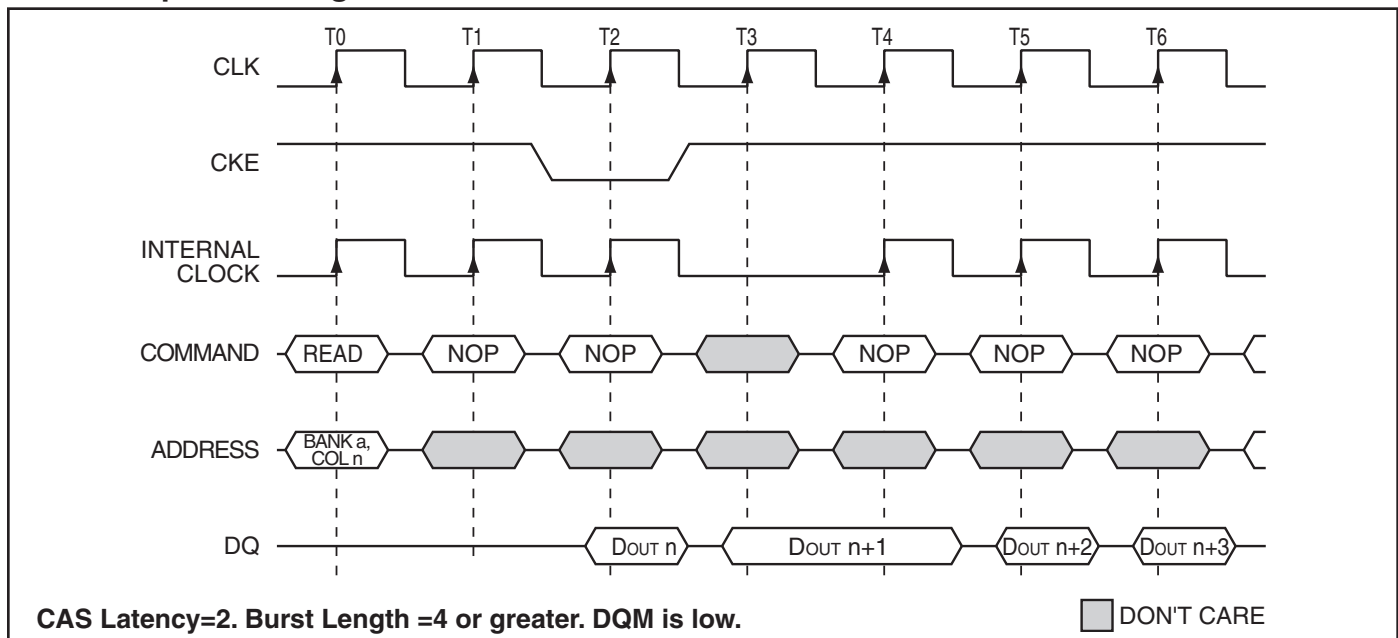 T0 T1 T2 T3 T4 T5 T6
CLK
CKE
INTERNAL
CLOCK
COMMAND READ NOP NOP NOP NOP NOP
ADDRESS BANK a,
COL n
DQ DOUT n DOUT n+1 DOUT n+2 DOUT n+3
CAS Latency=2. Burst Length =4 or greater. DQM is low. DON'T CARE